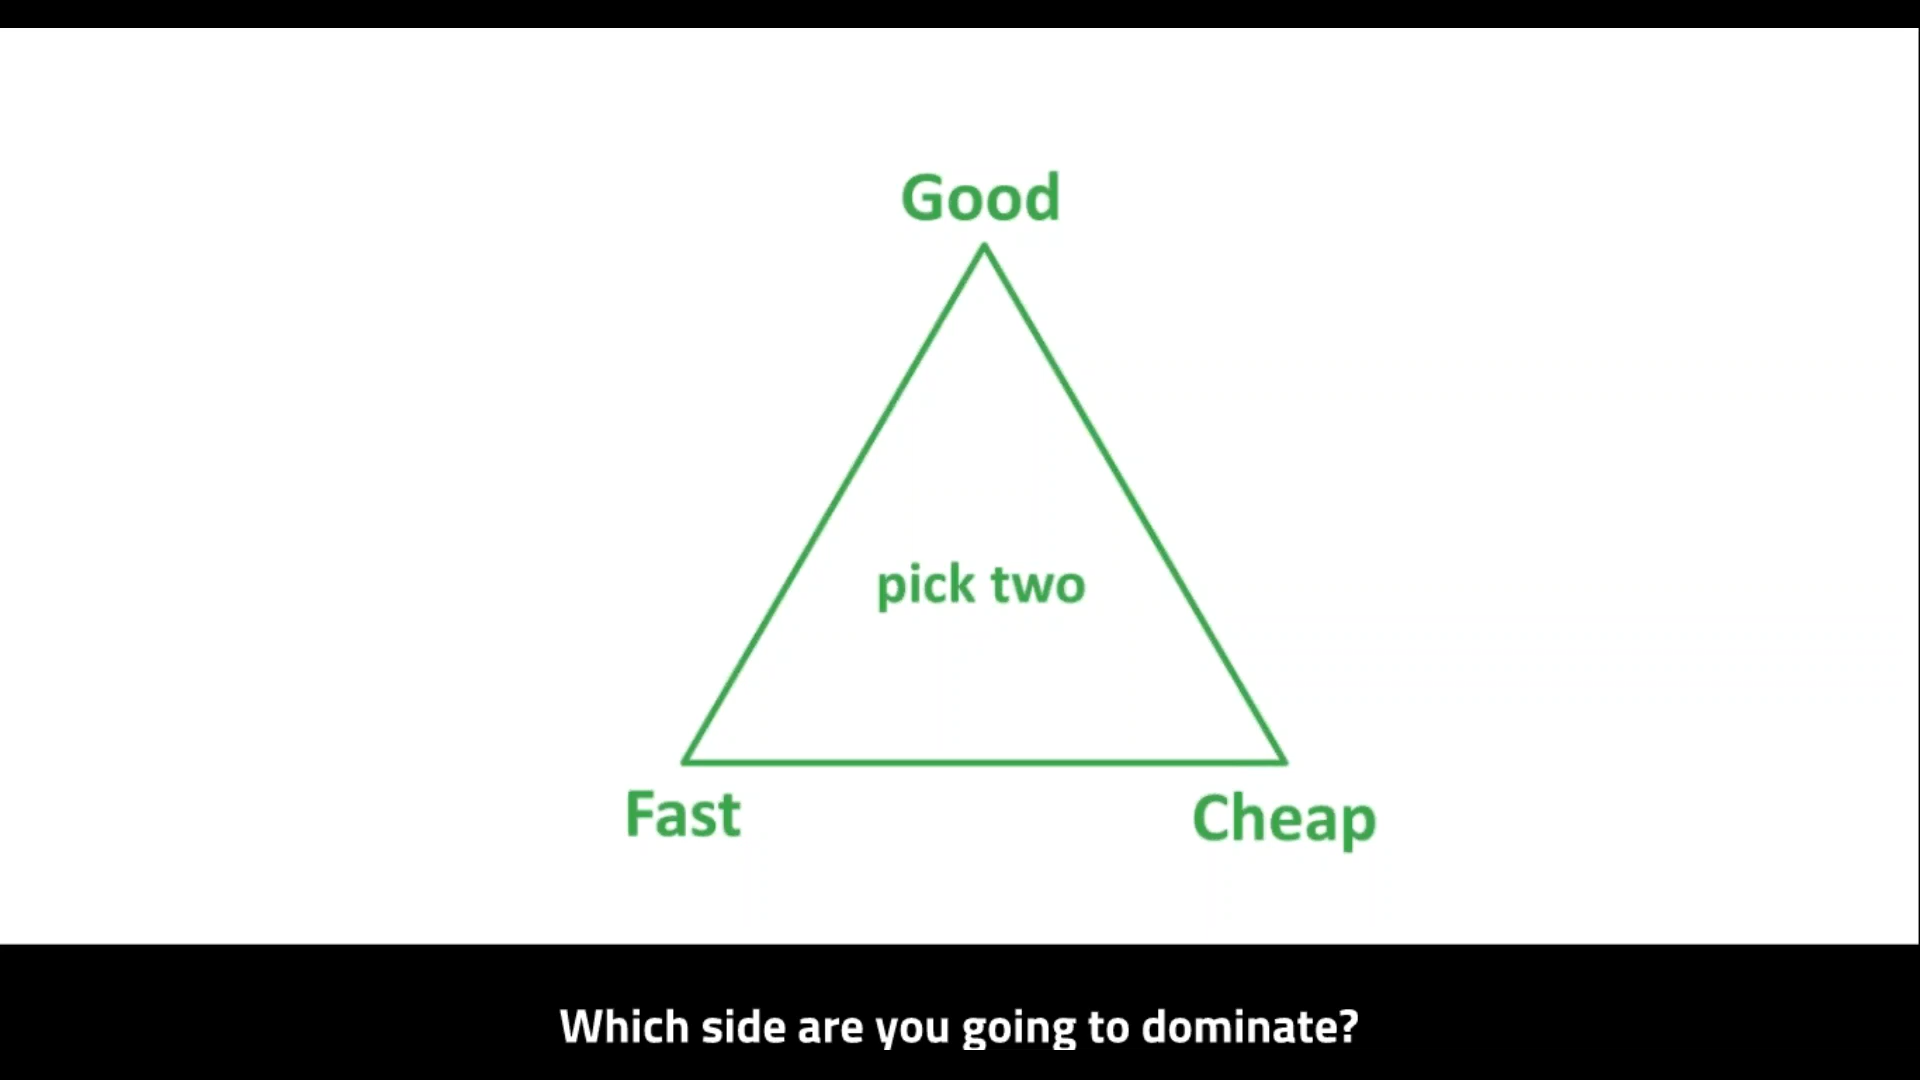 Good
pick two
Fast
Cheap
Which side are you going to dominate?